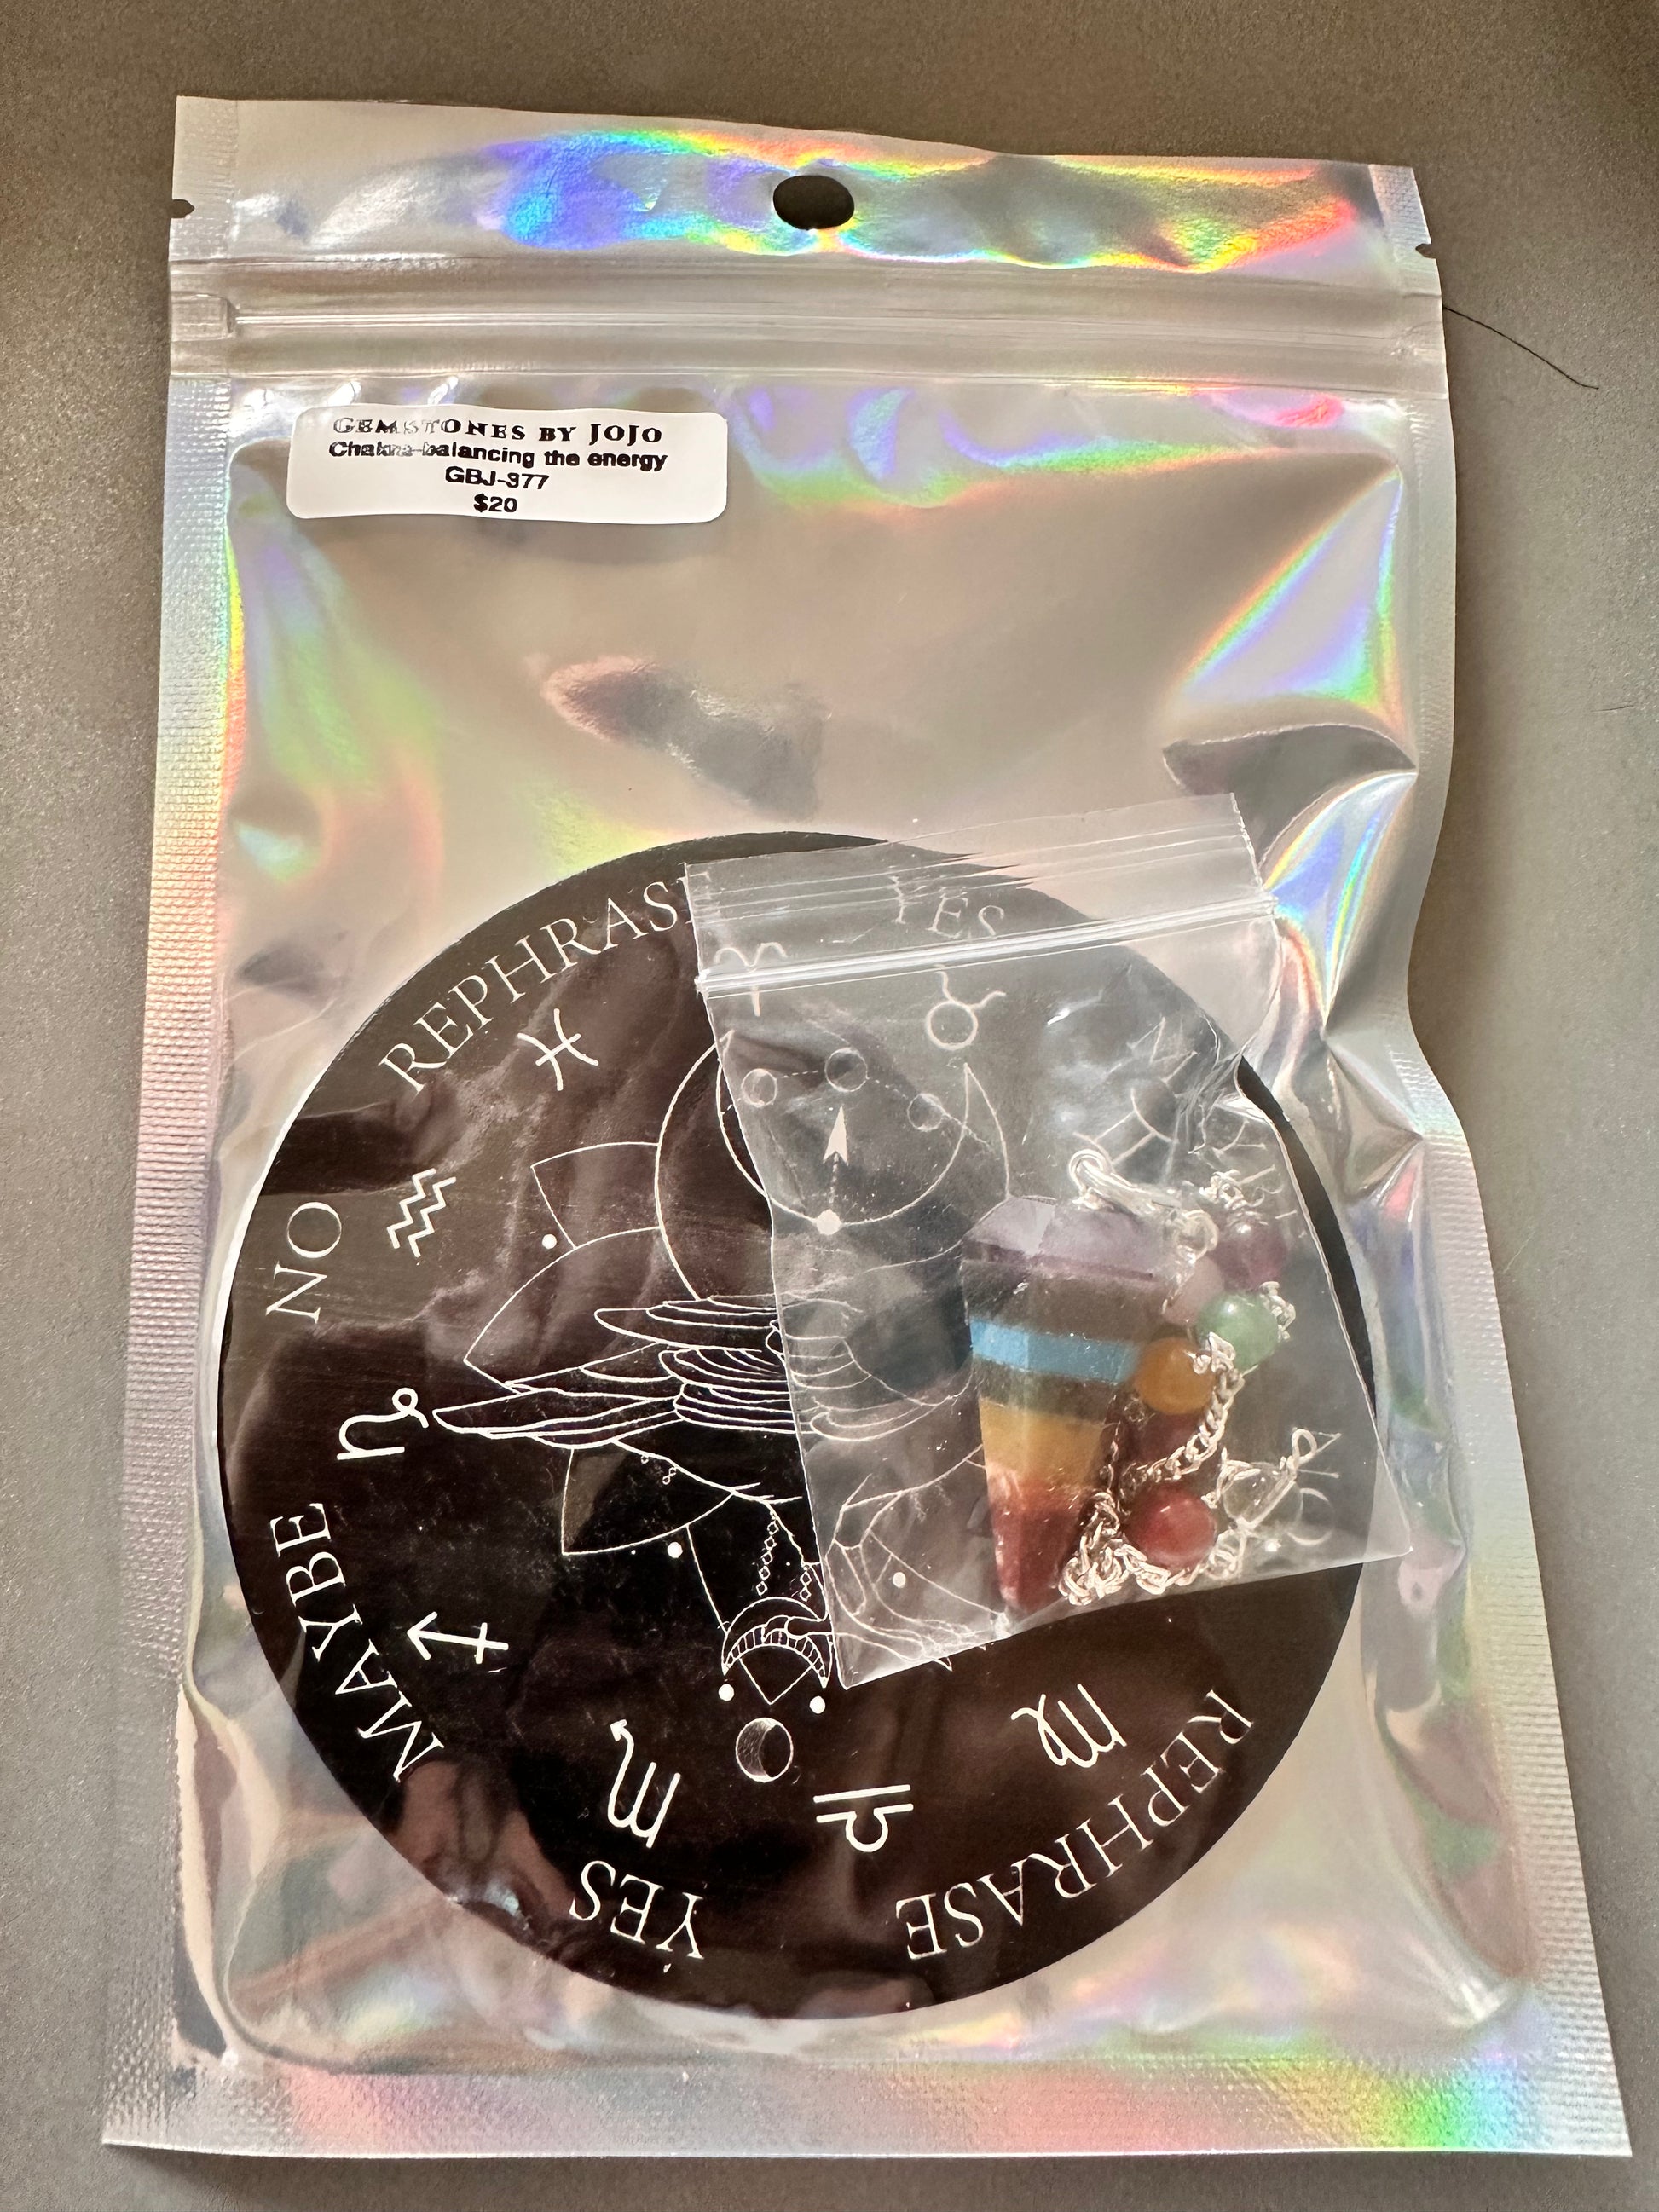 GEMSTONES BY JOJO
Chakra-balancing the energy
GBJ-377
$20
REPHRASE
YES
NO
MAYBE
YES
REPHRASE